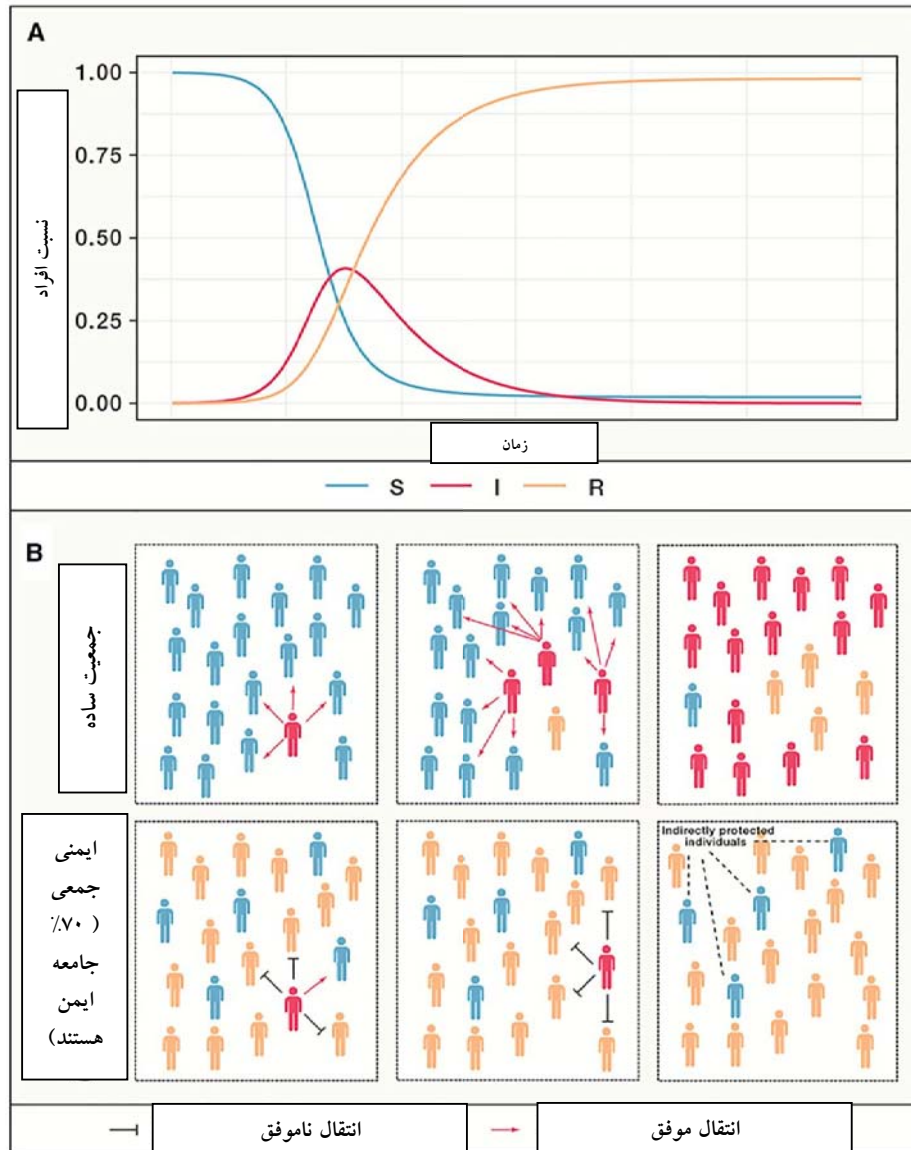 A
1.00
0.75
0.50
0.25
0.00
نسبت افراد
زمان
S I R
B
جمعیت ساده
Indirectly protected
individuals
ایمنی
جمعی
( ۷۰٪
جامعه
ایمن
هستند)
انتقال ناموفق
انتقال موفق